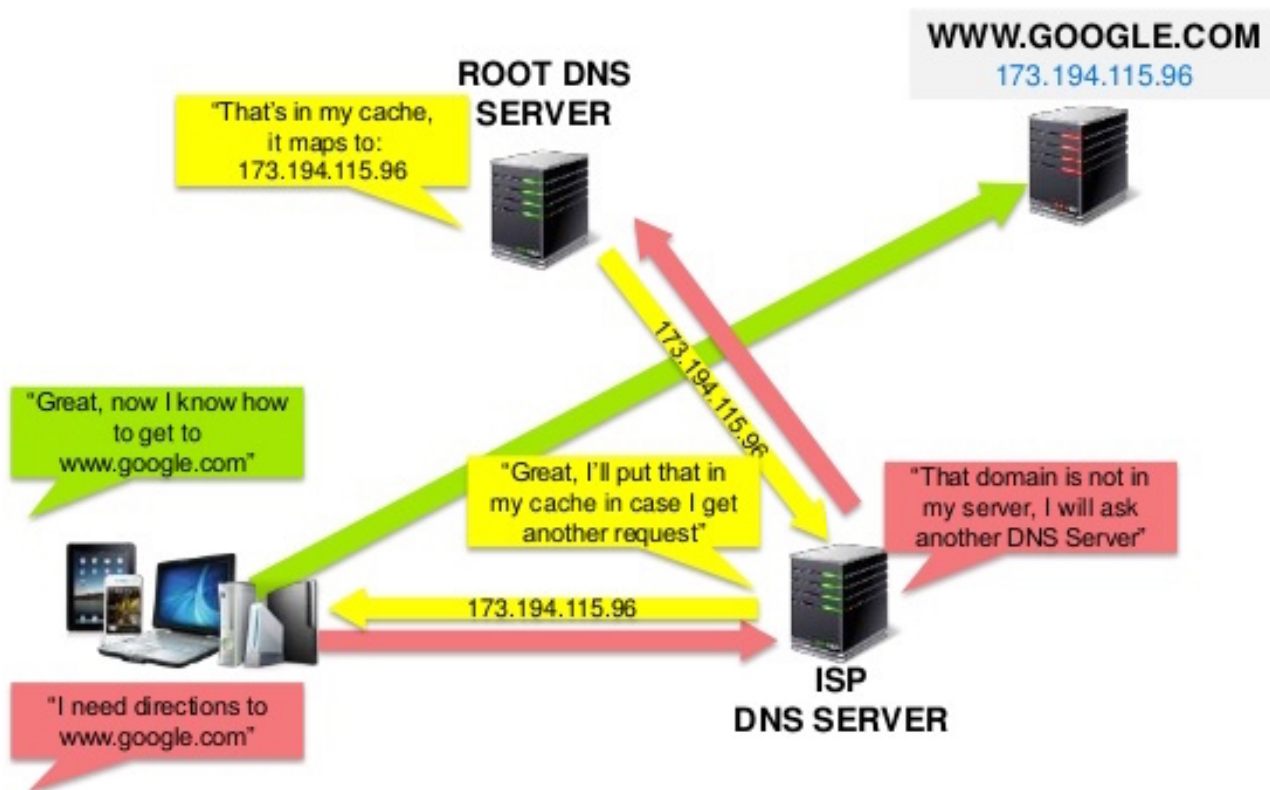 WWW.GOOGLE.COM
173.194.115.96
ROOT DNS
SERVER
“That’s in my cache,
it maps to:
173.194.115.96
173.194.115.96
“Great, now I know how
to get to
www.google.com”
“Great, I’ll put that in
my cache in case I get
another request”
“That domain is not in
my server, I will ask
another DNS Server”
173.194.115.96
ISP
DNS SERVER
“I need directions to
www.google.com”